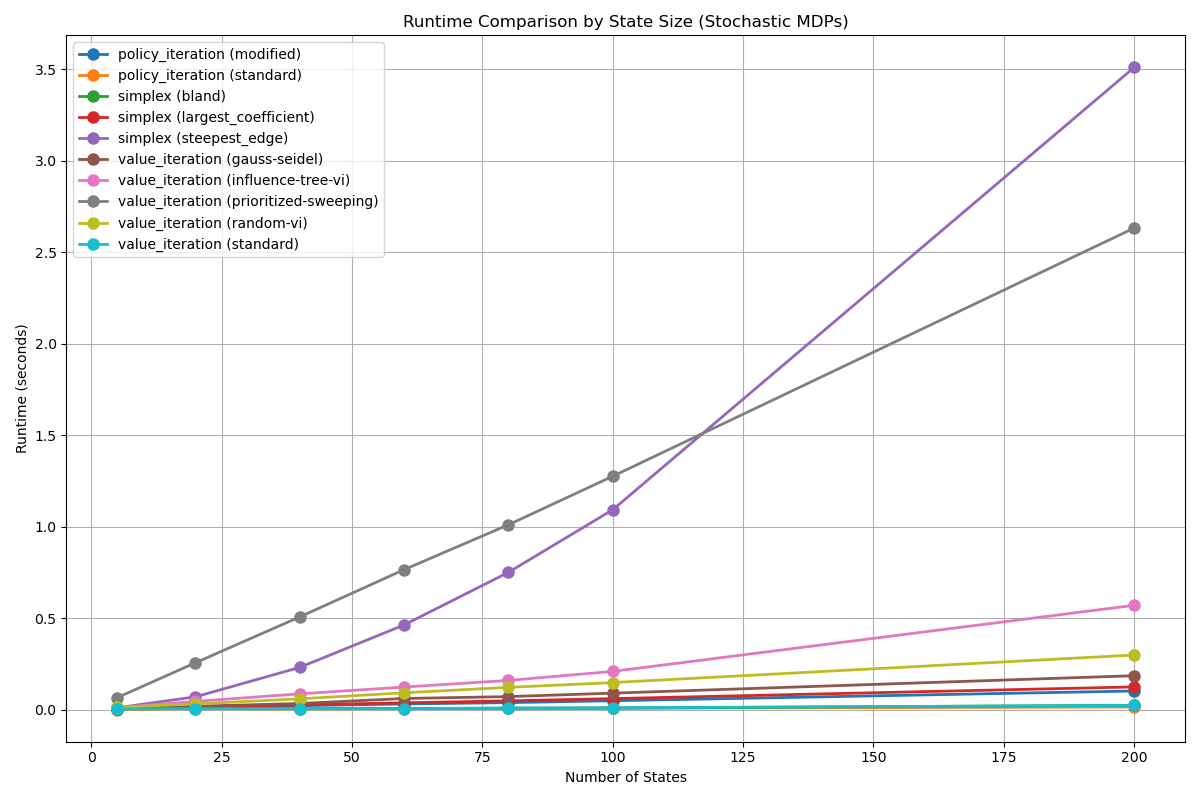 Runtime Comparison by State Size (Stochastic MDPs)
policy_iteration (modified)
policy_iteration (standard)
simplex (bland)
simplex (largest_coefficient)
simplex (steepest_edge)
value_iteration (gauss-seidel)
value_iteration (influence-tree-vi)
value_iteration (prioritized-sweeping)
value_iteration (random-vi)
value_iteration (standard)
Runtime (seconds)
3.5
3.0
2.5
2.0
1.5
1.0
0.5
0.0
0 25 50 75 100 125 150 175 200
Number of States